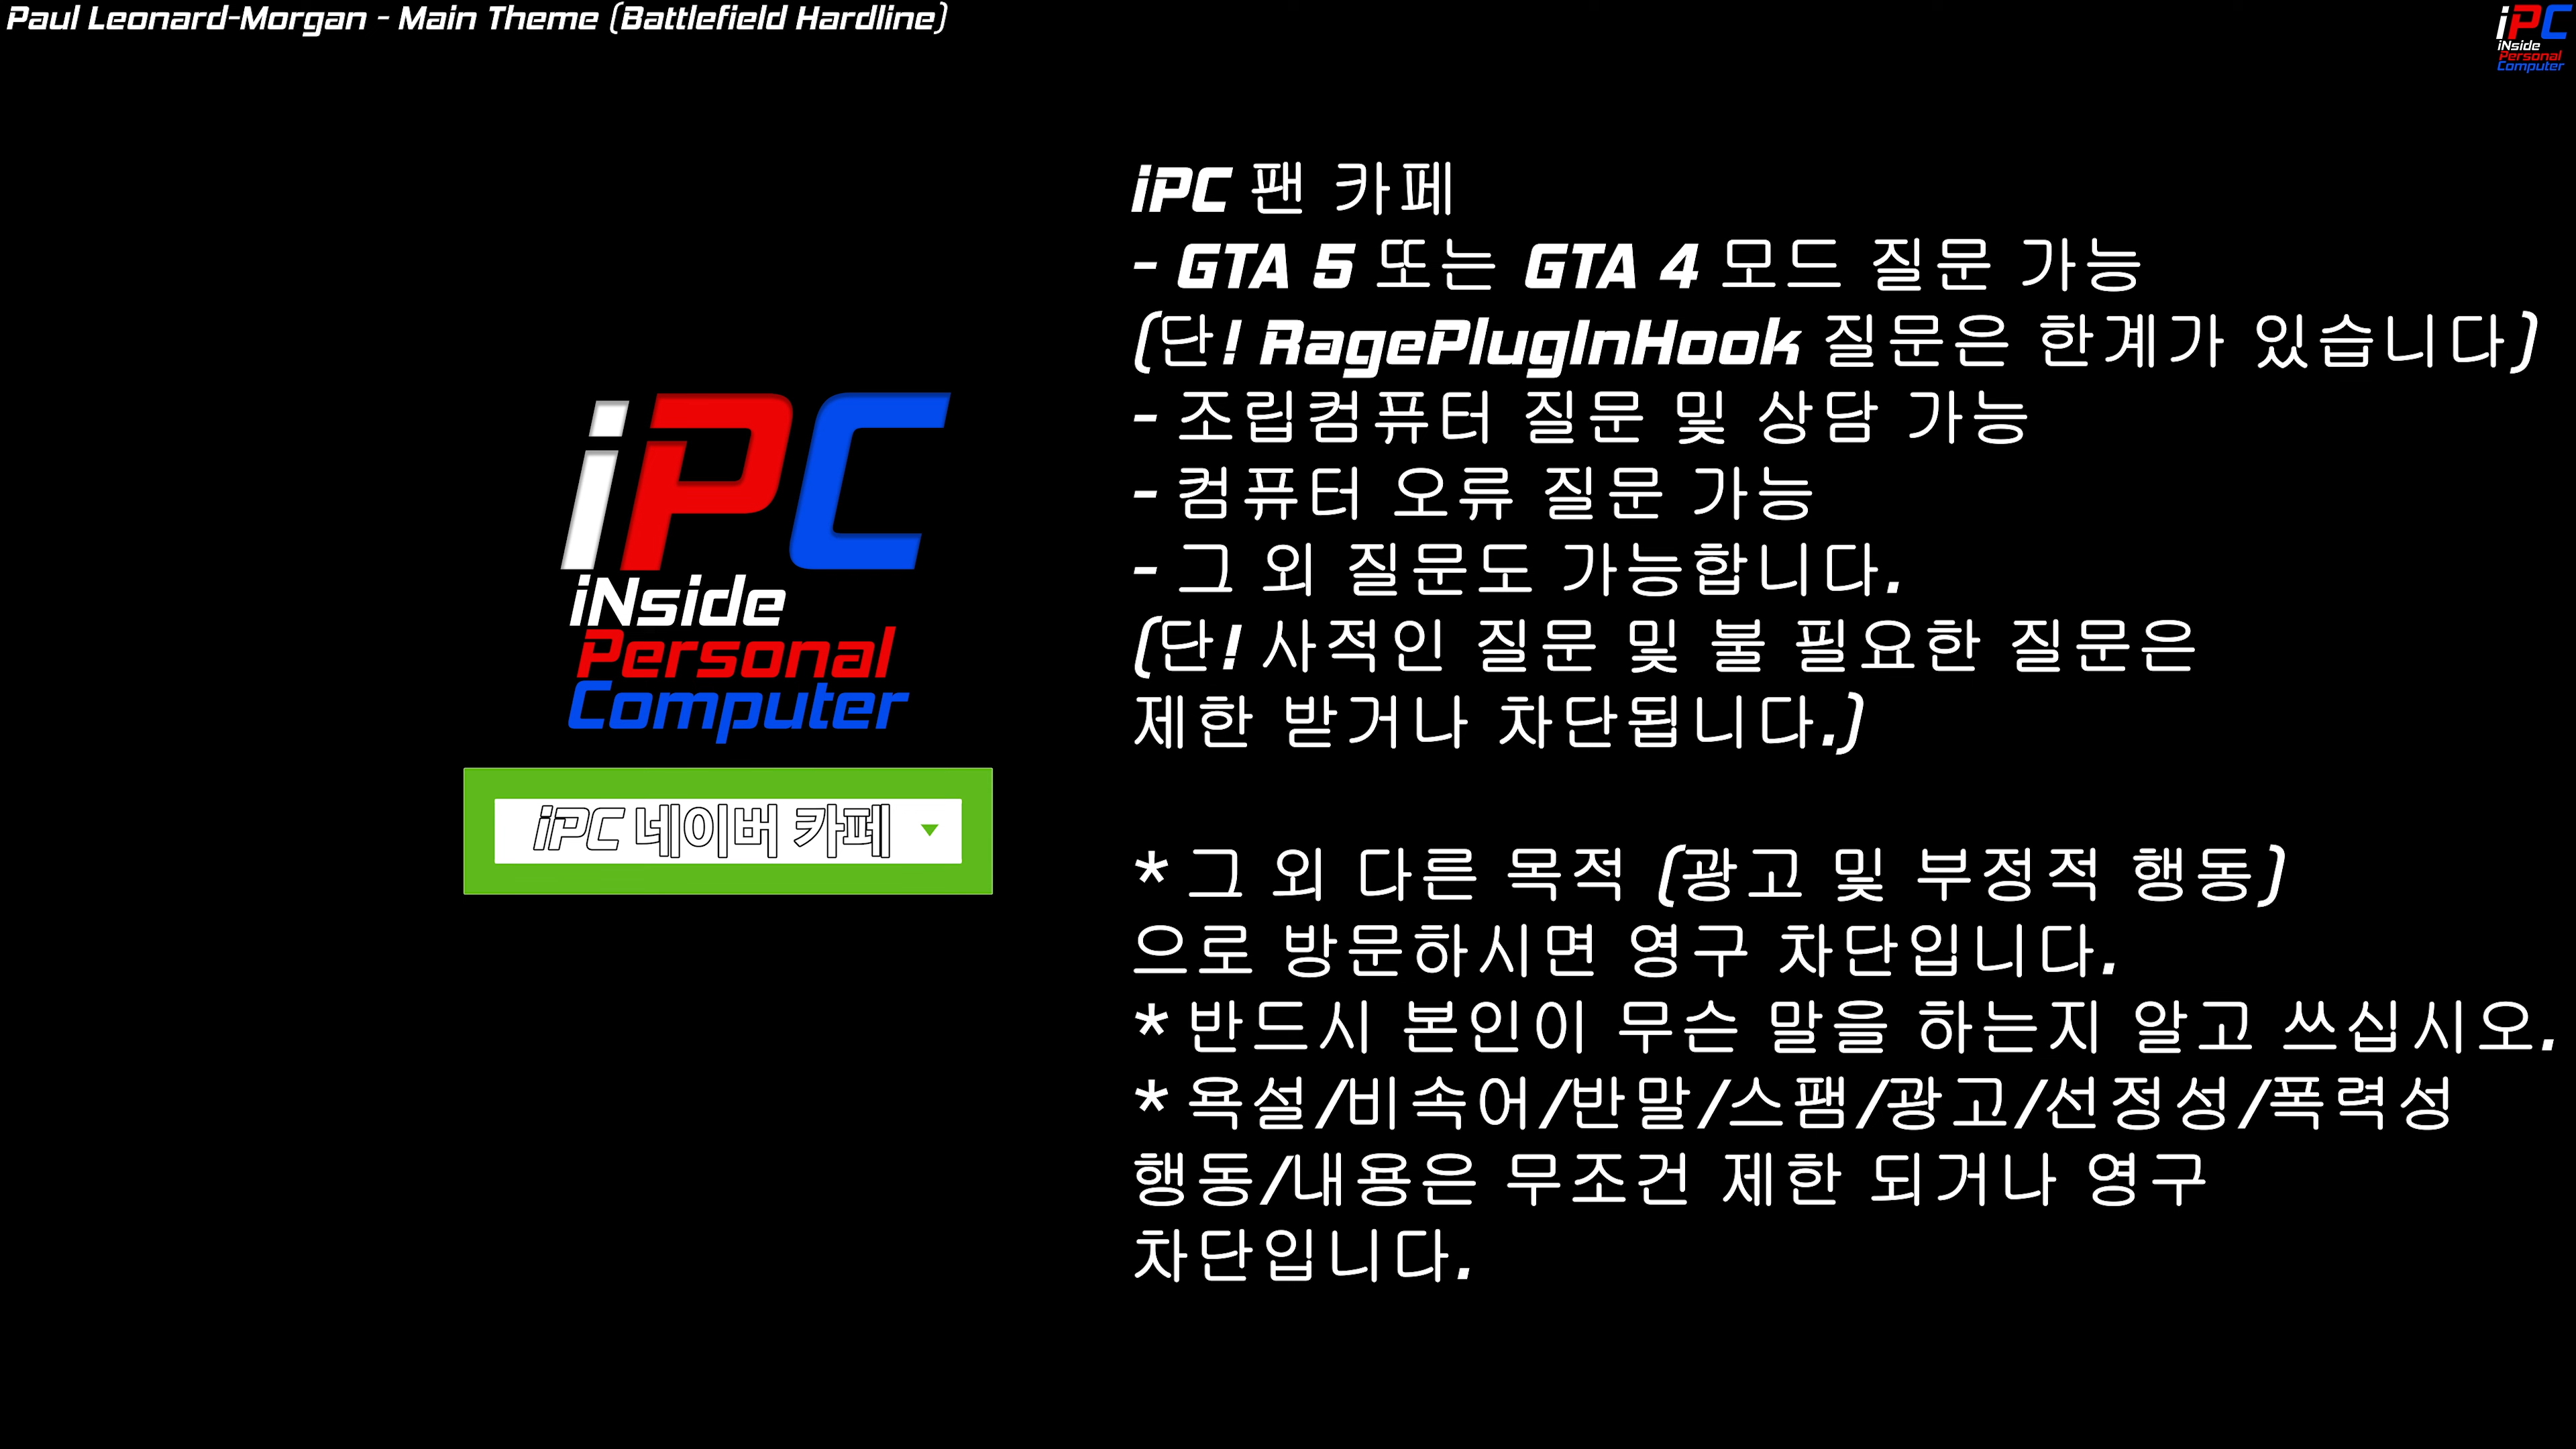 Paul Leonard-Morgan - Main Theme (Battlefield Hardline)
iPC
iNside
Personal
Computer
iPC
iNside
Personal
Computer
iPC 네이버 카페
iPC 팬 카페
- GTA 5 또는 GTA 4 모드 질문 가능
(단! RagePlugInHook 질문은 한계가 있습니다)
- 조립컴퓨터 질문 및 상담 가능
- 컴퓨터 오류 질문 가능
- 그 외 질문도 가능합니다.
(단! 사적인 질문 및 불 필요한 질문은
제한 받거나 차단됩니다.)
* 그 외 다른 목적 (광고 및 부정적 행동)
으로 방문하시면 영구 차단입니다.
* 반드시 본인이 무슨 말을 하는지 알고 쓰십시오.
* 욕설/비속어/반말/스팸/광고/선정성/폭력성
행동/내용은 무조건 제한 되거나 영구
차단입니다.